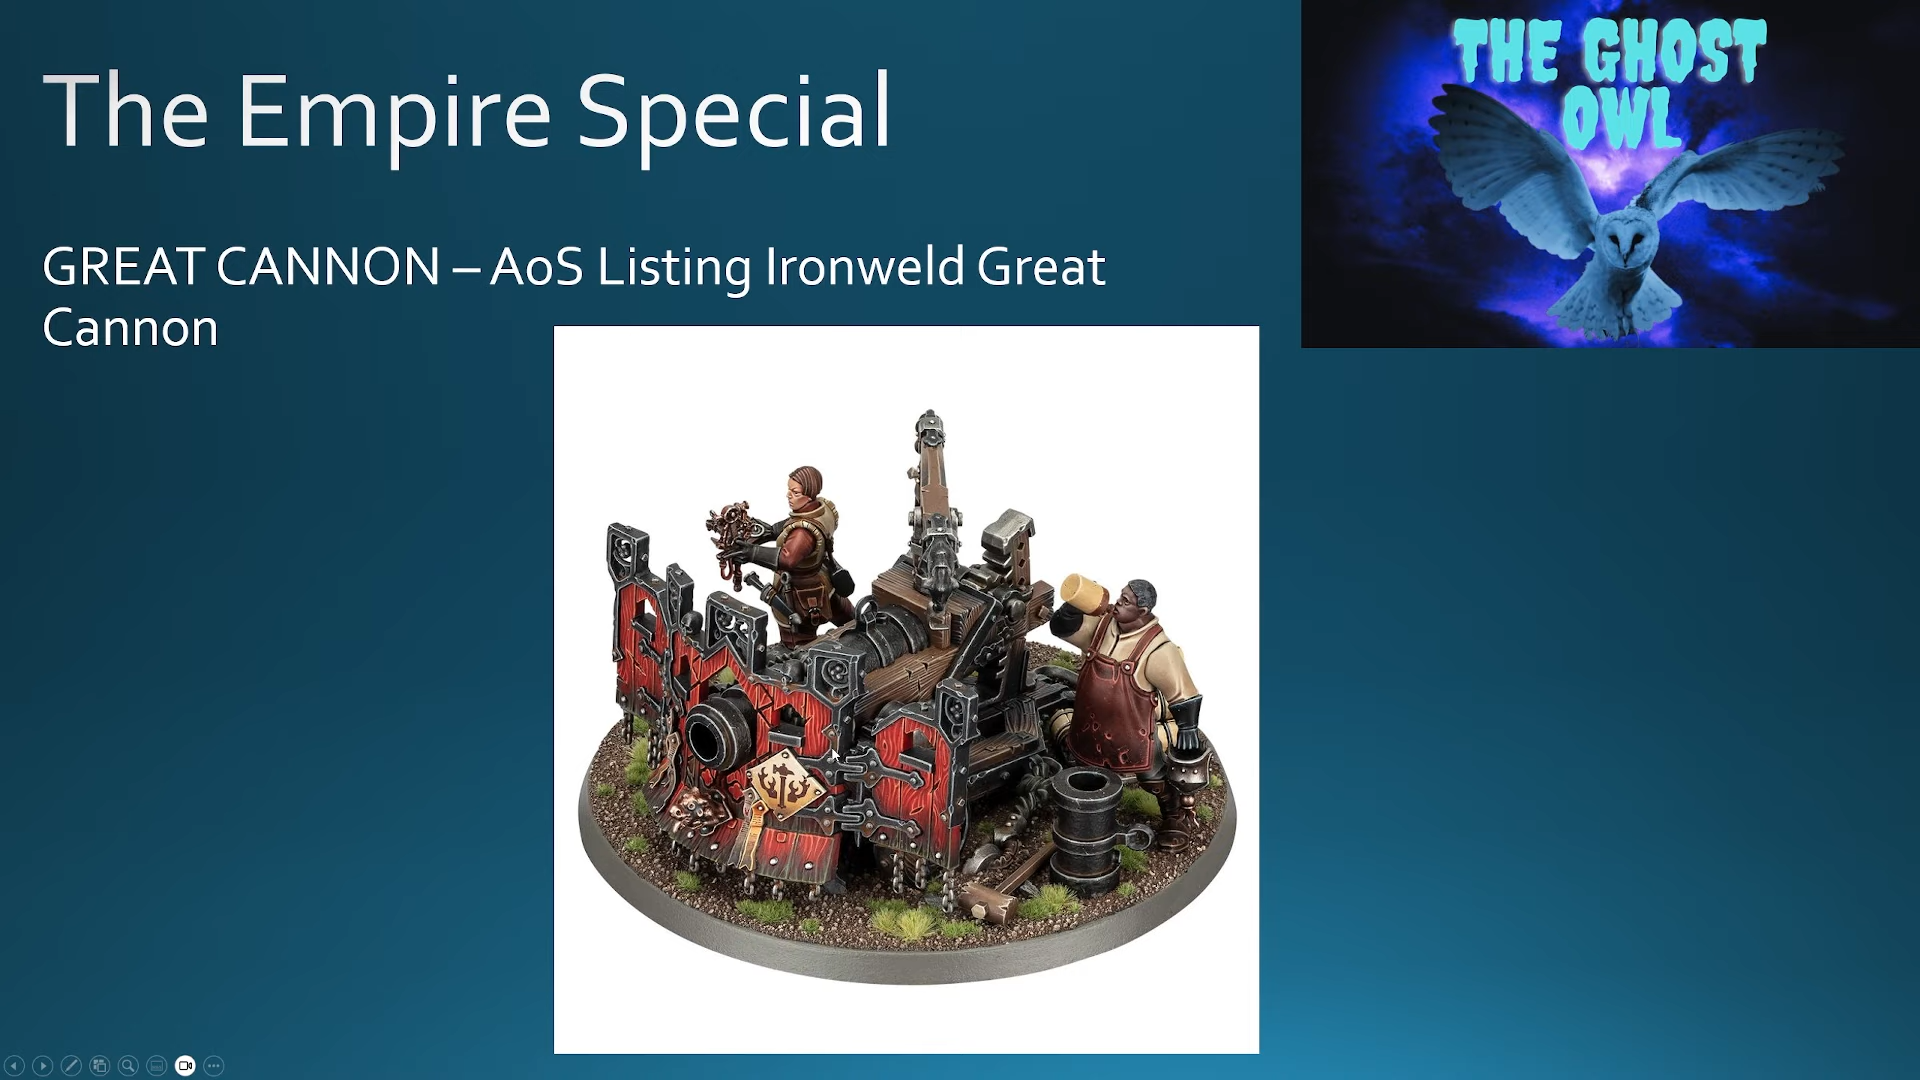 The Empire Special
THE GHOST
OWL
GREAT CANNON – AoS Listing Ironweld Great
Cannon